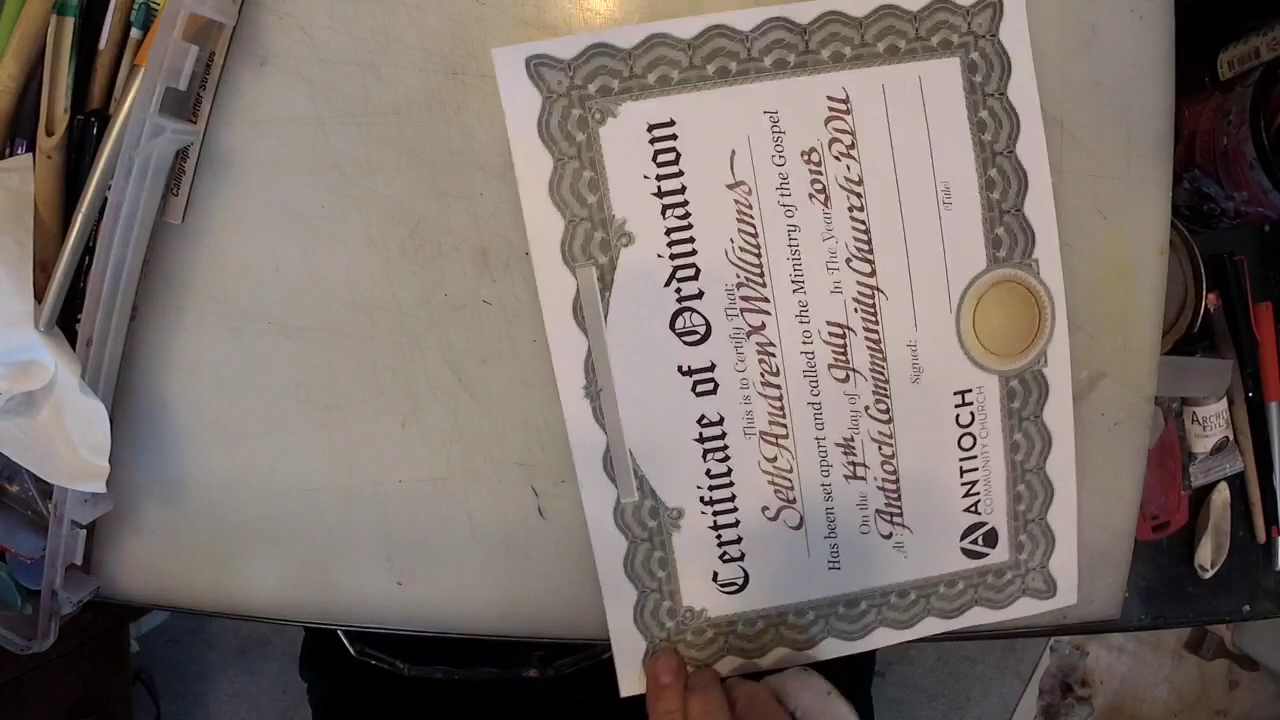 Certificate of Ordination
This is to Certify That:
Seth Andrew Williams
Has been set apart and called to the Ministry of the Gospel
On the 14th day of July In The Year 2018
At: Antioch Community Church-RDU
Signed:
(Title)
ANTIOCH
COMMUNITY CHURCH
Letter Strokes